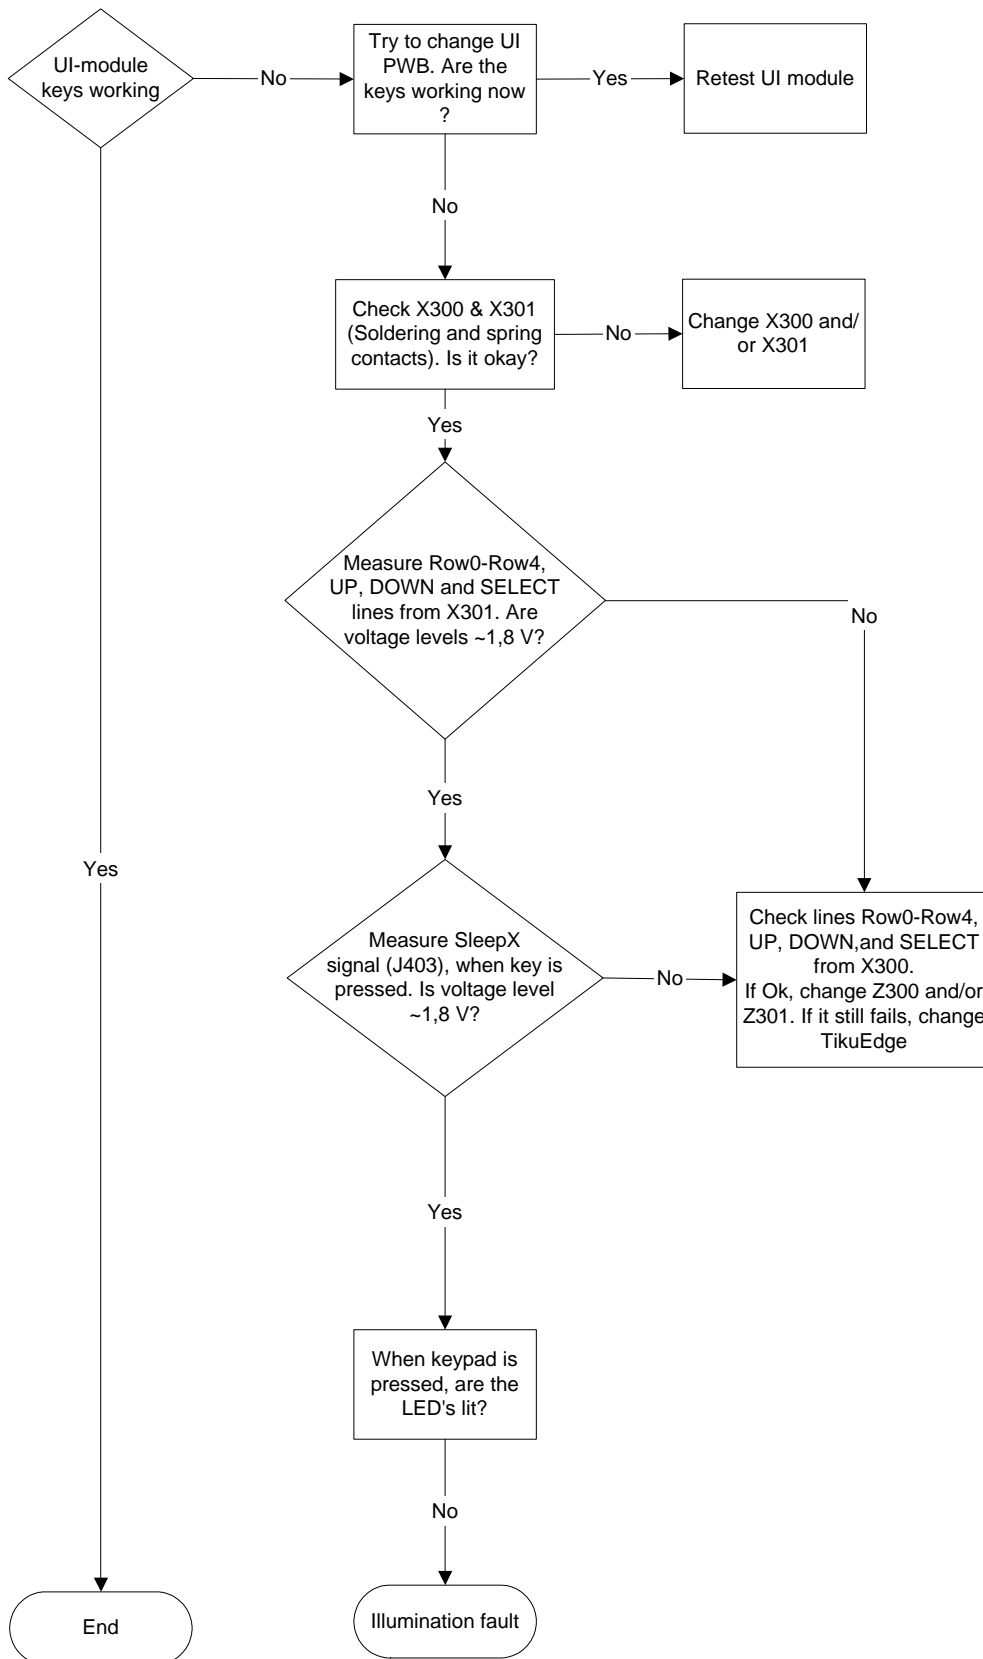 UI-module
keys working
No
Try to change UI
PWB. Are the
keys working now
?
Yes
Retest UI module
No
Check X300 & X301
(Soldering and spring
contacts). Is it okay?
No
Change X300 and/
or X301
Yes
Measure Row0-Row4,
UP, DOWN and SELECT
lines from X301. Are
voltage levels ~1,8 V?
No
Yes
Yes
Measure SleepX
signal (J403), when key is
pressed. Is voltage level
~1,8 V?
No
Check lines Row0-Row4,
UP, DOWN,and SELECT
from X300.
If Ok, change Z300 and/or
Z301. If it still fails, change
TikuEdge
Yes
When keypad is
pressed, are the
LED's lit?
No
End
Illumination fault